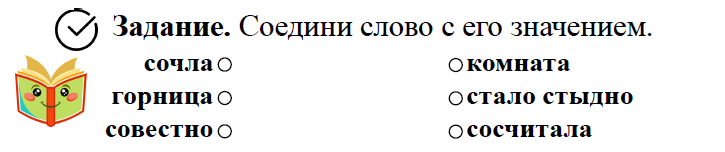 Задание. Соедини слово с его значением.
сочла комната
горница стало стыдно
совестно сосчитала